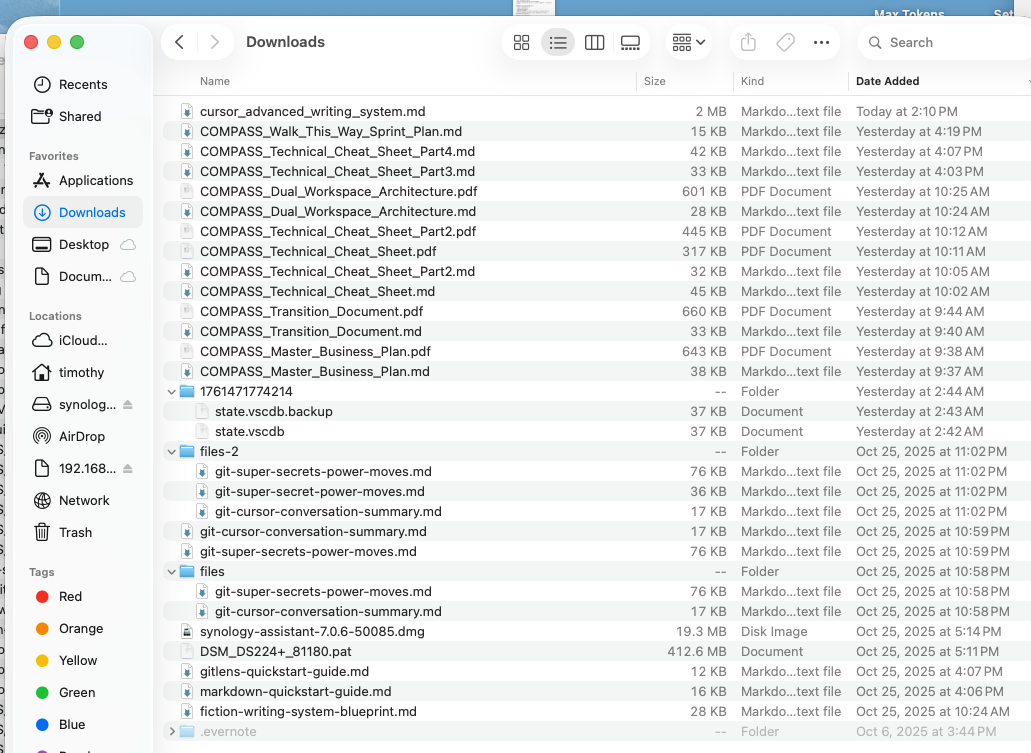 Max Tokens
Downloads
Search
Name Size Kind Date Added
Recents
Shared
Favorites
Applications
Downloads
Desktop
Docum...
Locations
iCloud...
timothy
synolog...
AirDrop
192.168...
Network
Trash
Tags
Red
Orange
Yellow
Green
Blue
cursor_advanced_writing_system.md 2 MB Markdo...text file Today at 2:10 PM
COMPASS_Walk_This_Way_Sprint_Plan.md 15 KB Markdo...text file Yesterday at 4:19 PM
COMPASS_Technical_Cheat_Sheet_Part4.md 42 KB Markdo...text file Yesterday at 4:07 PM
COMPASS_Technical_Cheat_Sheet_Part3.md 33 KB Markdo...text file Yesterday at 4:03 PM
COMPASS_Dual_Workspace_Architecture.pdf 601 KB PDF Document Yesterday at 10:25 AM
COMPASS_Dual_Workspace_Architecture.md 28 KB Markdo...text file Yesterday at 10:24 AM
COMPASS_Technical_Cheat_Sheet_Part2.pdf 445 KB PDF Document Yesterday at 10:12 AM
COMPASS_Technical_Cheat_Sheet.pdf 317 KB PDF Document Yesterday at 10:11 AM
COMPASS_Technical_Cheat_Sheet_Part2.md 32 KB Markdo...text file Yesterday at 10:05 AM
COMPASS_Technical_Cheat_Sheet.md 45 KB Markdo...text file Yesterday at 10:02 AM
COMPASS_Transition_Document.pdf 660 KB PDF Document Yesterday at 9:44 AM
COMPASS_Transition_Document.md 33 KB Markdo...text file Yesterday at 9:40 AM
COMPASS_Master_Business_Plan.pdf 643 KB PDF Document Yesterday at 9:38 AM
COMPASS_Master_Business_Plan.md 38 KB Markdo...text file Yesterday at 9:37 AM
1761471774214 -- Folder Yesterday at 2:44 AM
state.vscdb.backup 37 KB Document Yesterday at 2:43 AM
state.vscdb 37 KB Document Yesterday at 2:42 AM
files-2 -- Folder Oct 25, 2025 at 11:02 PM
git-super-secrets-power-moves.md 76 KB Markdo...text file Oct 25, 2025 at 11:02 PM
git-super-secret-power-moves.md 36 KB Markdo...text file Oct 25, 2025 at 11:02 PM
git-cursor-conversation-summary.md 17 KB Markdo...text file Oct 25, 2025 at 11:02 PM
git-cursor-conversation-summary.md 17 KB Markdo...text file Oct 25, 2025 at 10:59 PM
git-super-secrets-power-moves.md 76 KB Markdo...text file Oct 25, 2025 at 10:59 PM
files -- Folder Oct 25, 2025 at 10:58 PM
git-super-secrets-power-moves.md 76 KB Markdo...text file Oct 25, 2025 at 10:58 PM
git-cursor-conversation-summary.md 17 KB Markdo...text file Oct 25, 2025 at 10:58 PM
synology-assistant-7.0.6-50085.dmg 19.3 MB Disk Image Oct 25, 2025 at 5:14 PM
DSM_DS224+_81180.pat 412.6 MB Document Oct 25, 2025 at 5:11 PM
gitlens-quickstart-guide.md 12 KB Markdo...text file Oct 25, 2025 at 4:07 PM
markdown-quickstart-guide.md 16 KB Markdo...text file Oct 25, 2025 at 4:06 PM
fiction-writing-system-blueprint.md 28 KB Markdo...text file Oct 25, 2025 at 10:24 AM
.evernote -- Folder Oct 6, 2025 at 3:44 PM